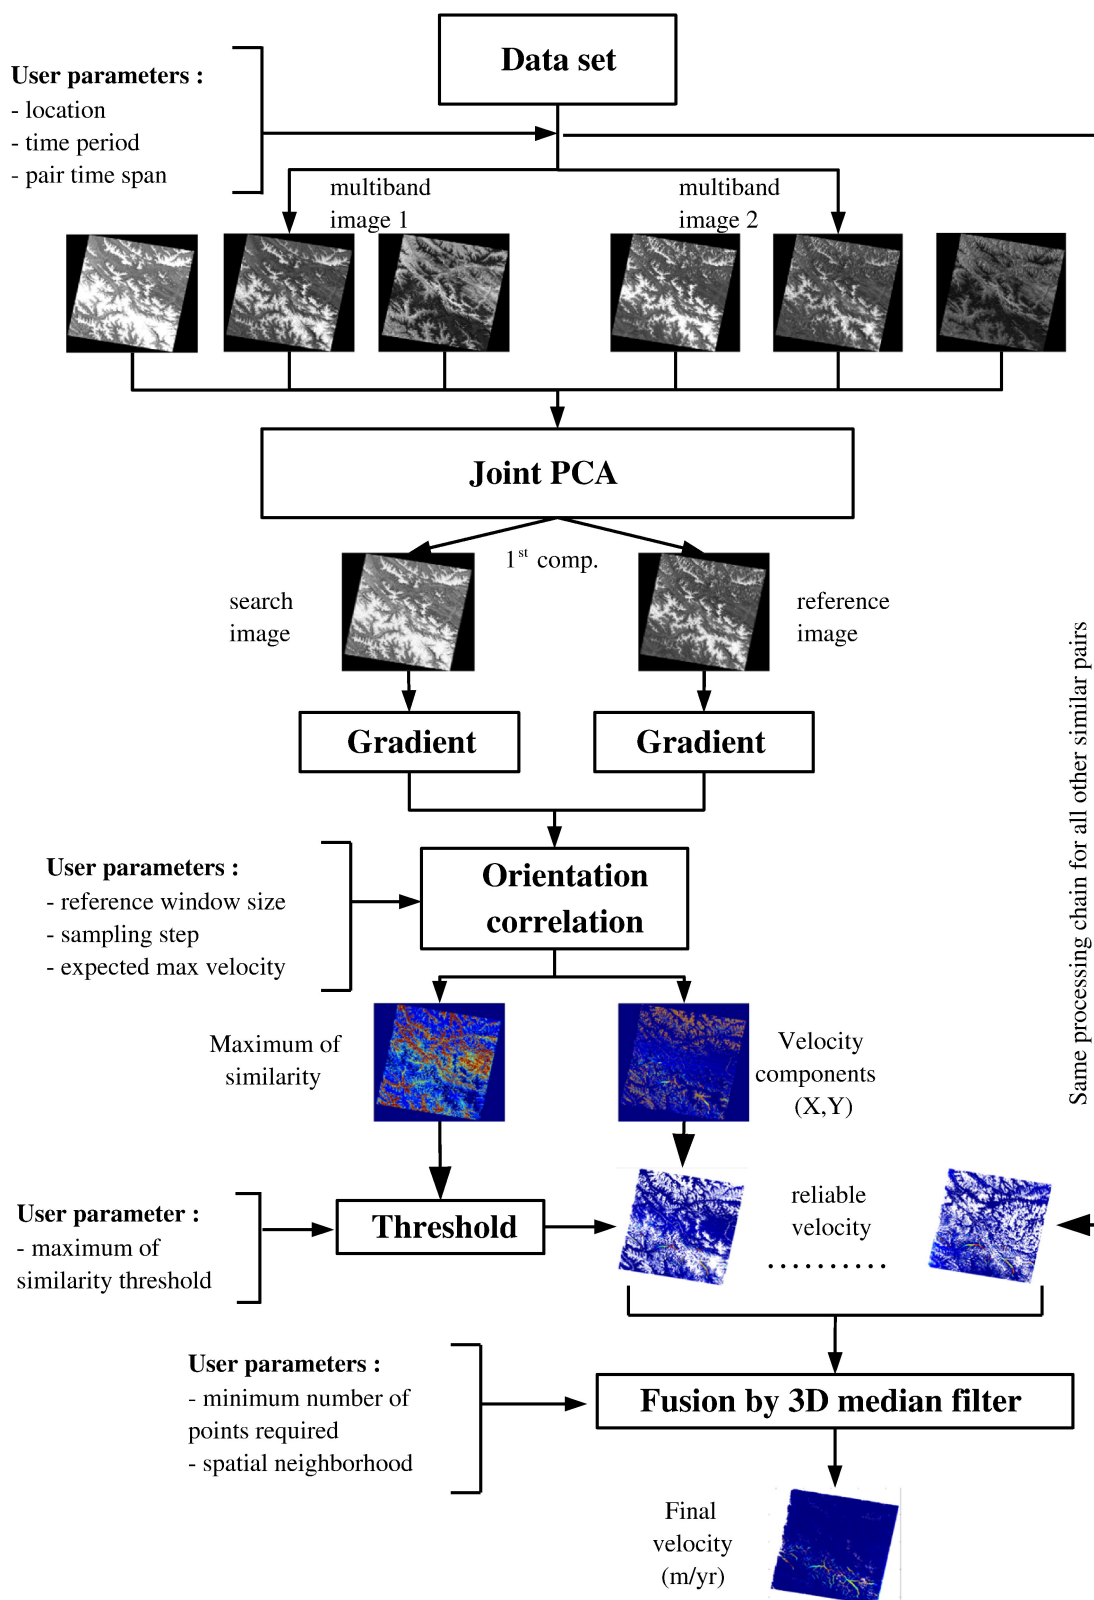 Data set
User parameters :
- location
- time period
- pair time span
multiband
image 1
multiband
image 2
Joint PCA
1st comp.
search
image
reference
image
Gradient
Gradient
Same processing chain for all other similar pairs
User parameters :
- reference window size
- sampling step
- expected max velocity
Orientation
correlation
Maximum of
similarity
Velocity
components
(X,Y)
User parameter :
- maximum of
similarity threshold
Threshold
reliable
velocity
..........
User parameters :
- minimum number of
points required
- spatial neighborhood
Fusion by 3D median filter
Final
velocity
(m/yr)